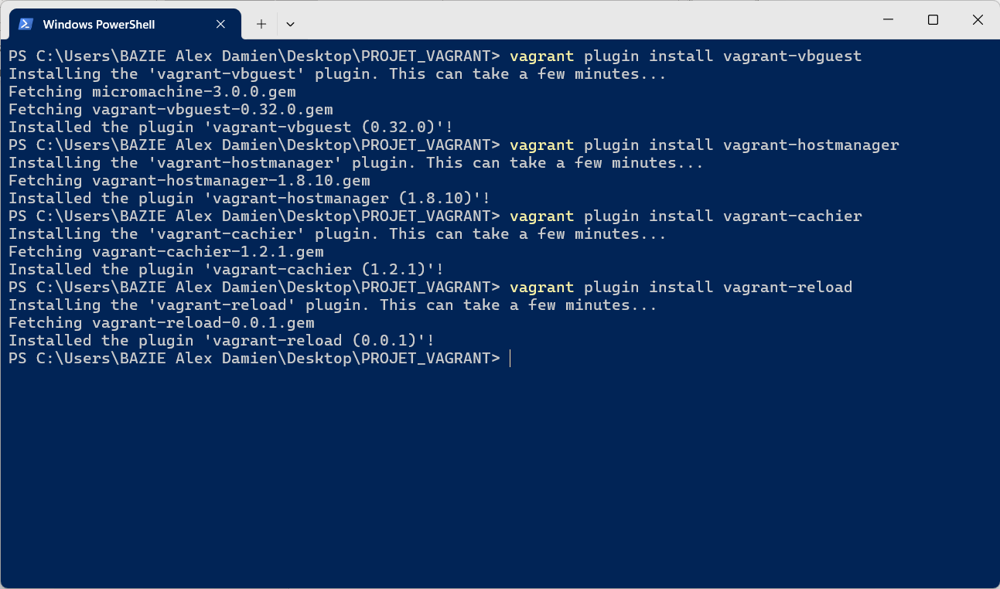 Windows PowerShell
PS C:\Users\BAZIE Alex Damien\Desktop\PROJET_VAGRANT> vagrant plugin install vagrant-vbguest
Installing the 'vagrant-vbguest' plugin. This can take a few minutes...
Fetching micromachine-3.0.0.gem
Fetching vagrant-vbguest-0.32.0.gem
Installed the plugin 'vagrant-vbguest (0.32.0)'!
PS C:\Users\BAZIE Alex Damien\Desktop\PROJET_VAGRANT> vagrant plugin install vagrant-hostmanager
Installing the 'vagrant-hostmanager' plugin. This can take a few minutes...
Fetching vagrant-hostmanager-1.8.10.gem
Installed the plugin 'vagrant-hostmanager (1.8.10)'!
PS C:\Users\BAZIE Alex Damien\Desktop\PROJET_VAGRANT> vagrant plugin install vagrant-cachier
Installing the 'vagrant-cachier' plugin. This can take a few minutes...
Fetching vagrant-cachier-1.2.1.gem
Installed the plugin 'vagrant-cachier (1.2.1)'!
PS C:\Users\BAZIE Alex Damien\Desktop\PROJET_VAGRANT> vagrant plugin install vagrant-reload
Installing the 'vagrant-reload' plugin. This can take a few minutes...
Fetching vagrant-reload-0.0.1.gem
Installed the plugin 'vagrant-reload (0.0.1)'!
PS C:\Users\BAZIE Alex Damien\Desktop\PROJET_VAGRANT>